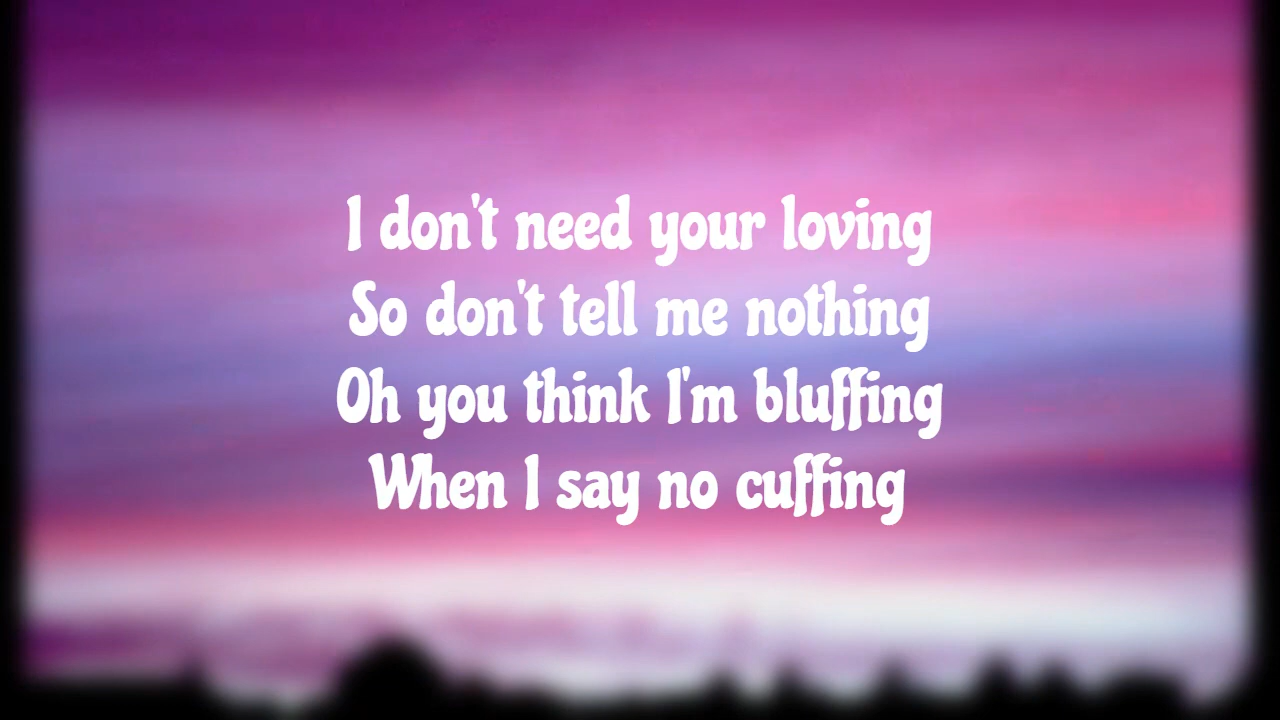 I don't need your loving
So don't tell me nothing
Oh you think I'm bluffing
When I say no cuffing